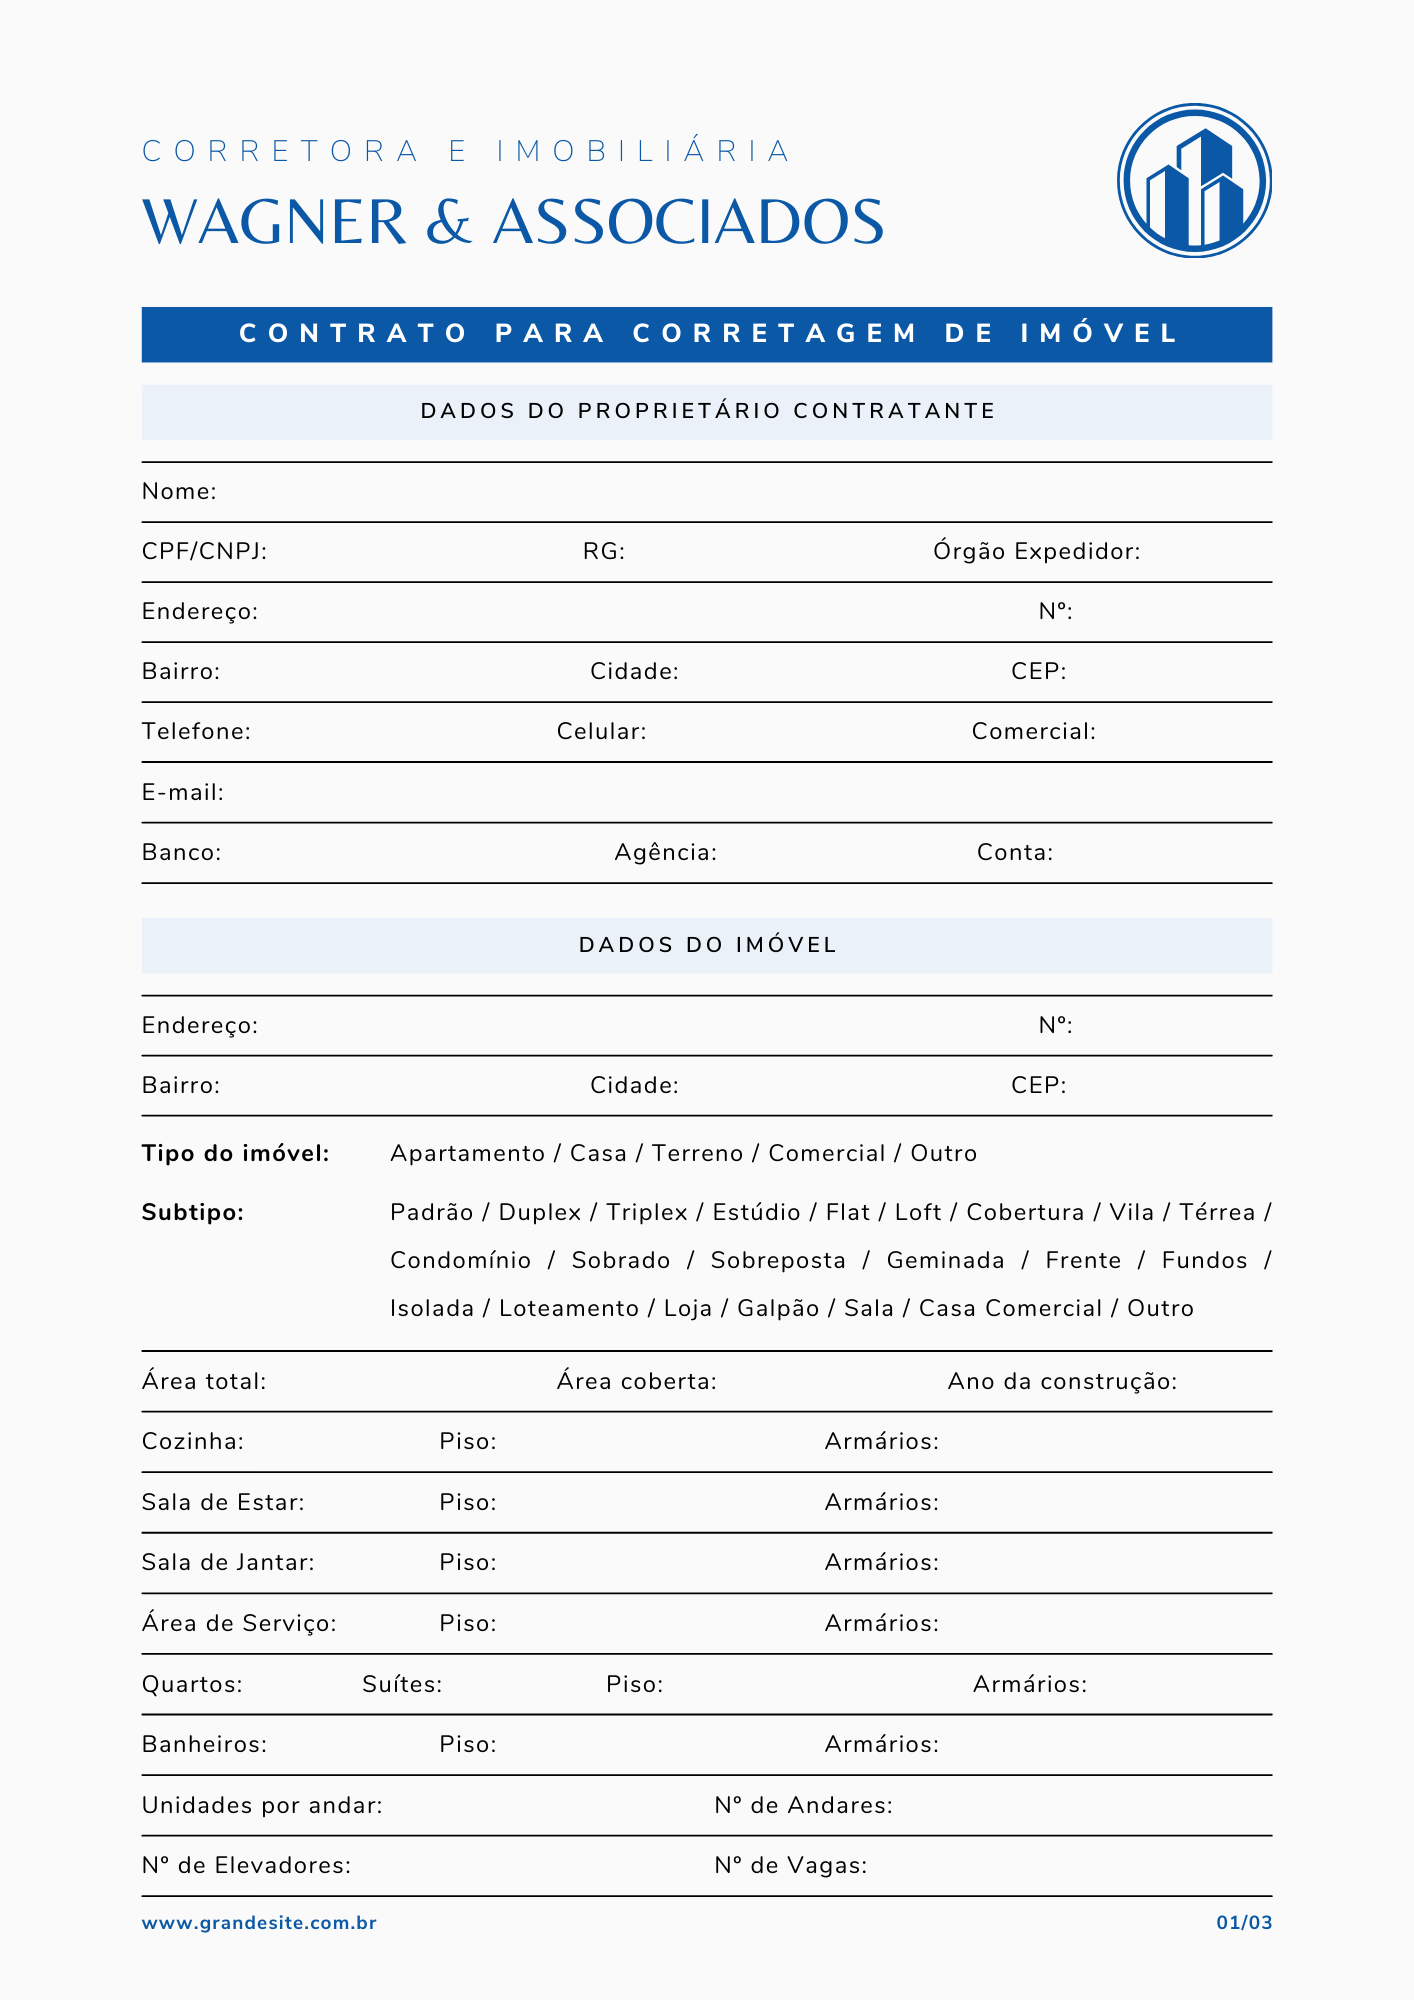 CORRETORA E IMOBILIÁRIA
WAGNER & ASSOCIADOS
CONTRATO PARA CORRETAGEM DE IMÓVEL
DADOS DO PROPRIETÁRIO CONTRATANTE
Nome:
CPF/CNPJ: RG: Órgão Expedidor:
Endereço: Nº:
Bairro: Cidade: CEP:
Telefone: Celular: Comercial:
E-mail:
Banco: Agência: Conta:
DADOS DO IMÓVEL
Endereço: Nº:
Bairro: Cidade: CEP:
Tipo do imóvel: Apartamento / Casa / Terreno / Comercial / Outro
Subtipo: Padrão / Duplex / Triplex / Estúdio / Flat / Loft / Cobertura / Vila / Térrea /
Condomínio / Sobrado / Sobreposta / Geminada / Frente / Fundos /
Isolada / Loteamento / Loja / Galpão / Sala / Casa Comercial / Outro
Área total: Área coberta: Ano da construção:
Cozinha: Piso: Armários:
Sala de Estar: Piso: Armários:
Sala de Jantar: Piso: Armários:
Área de Serviço: Piso: Armários:
Quartos: Suítes: Piso: Armários:
Banheiros: Piso: Armários:
Unidades por andar: Nº de Andares:
Nº de Elevadores: Nº de Vagas:
www.grandesite.com.br 01/03